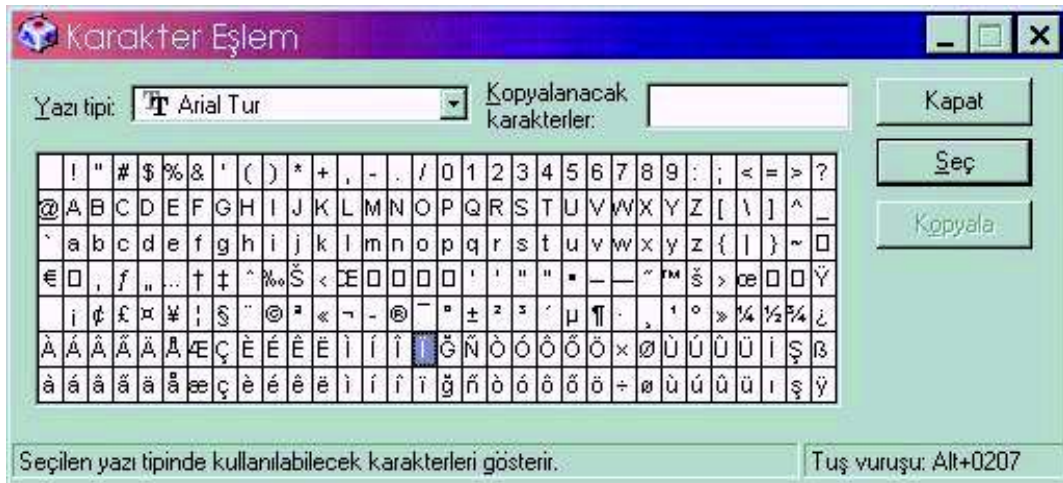 Karakter Eşlem
Yazı tipi: Arial Tur
Kopyalanacak karakterler:
Kapat
Seç
Kopyala
! " # $ % & ' ( ) * + , - . / 0 1 2 3 4 5 6 7 8 9 : ; < = > ?
@ A B C D E F G H I J K L M N O P Q R S T U V W X Y Z [ \ ] ^ _
` a b c d e f g h i j k l m n o p q r s t u v w x y z { | } ~ □
€ □ ‚ ƒ „ … † ‡ ˆ ‰ Š ‹ Œ □ □ □ □ ' ' " " ▪ – — ˜ ™ š › œ □ □ Ÿ
¡ ¢ £ ¤ ¥ ¦ § ¨ © ª « ¬ - ® ¯ ° ± ² ³ ´ µ ¶ · ¸ ¹ º » ¼ ½ ¾ ¿
À Á Â Ã Ä Å Æ Ç È É Ê Ë Ì Í Î Ï Ğ Ñ Ò Ó Ô Õ Ö × Ø Ù Ú Û Ü İ Ş ß
à á â ã ä å æ ç è é ê ë ì í î ï ğ ñ ò ó ô õ ö ÷ ø ù ú û ü ı ş ÿ
Seçilen yazı tipinde kullanılabilecek karakterleri gösterir.
Tuş vuruşu: Alt+0207